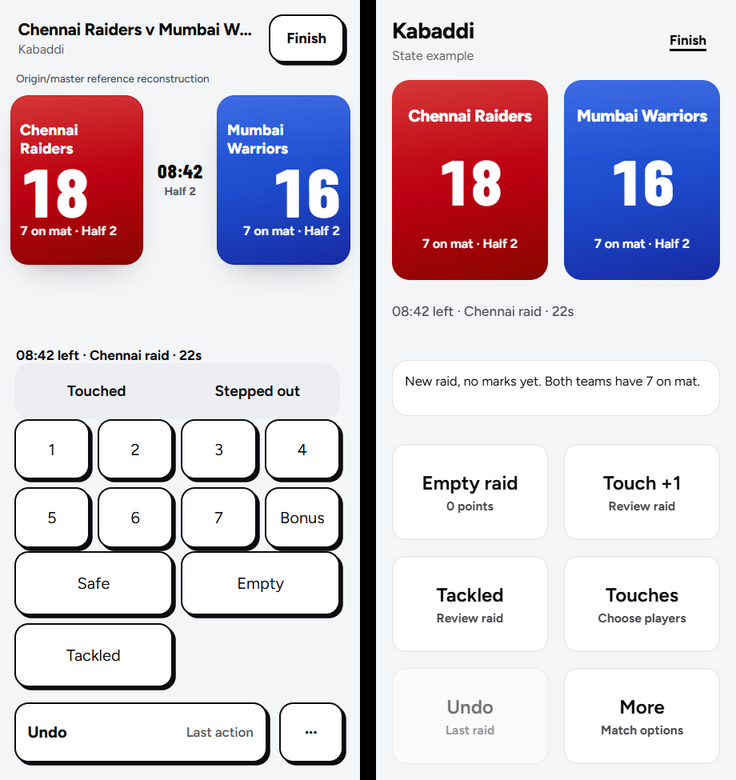 Chennai Raiders v Mumbai W...
Kabaddi
Finish
Origin/master reference reconstruction
Chennai
Raiders
18
7 on mat · Half 2
08:42
Half 2
Mumbai
Warriors
16
7 on mat · Half 2
08:42 left · Chennai raid · 22s
Touched
Stepped out
1
2
3
4
5
6
7
Bonus
Safe
Empty
Tackled
Undo
Last action
...
Kabaddi
State example
Finish
Chennai Raiders
18
7 on mat · Half 2
Mumbai Warriors
16
7 on mat · Half 2
08:42 left · Chennai raid · 22s
New raid, no marks yet. Both teams have 7 on mat.
Empty raid
0 points
Touch +1
Review raid
Tackled
Review raid
Touches
Choose players
Undo
Last raid
More
Match options